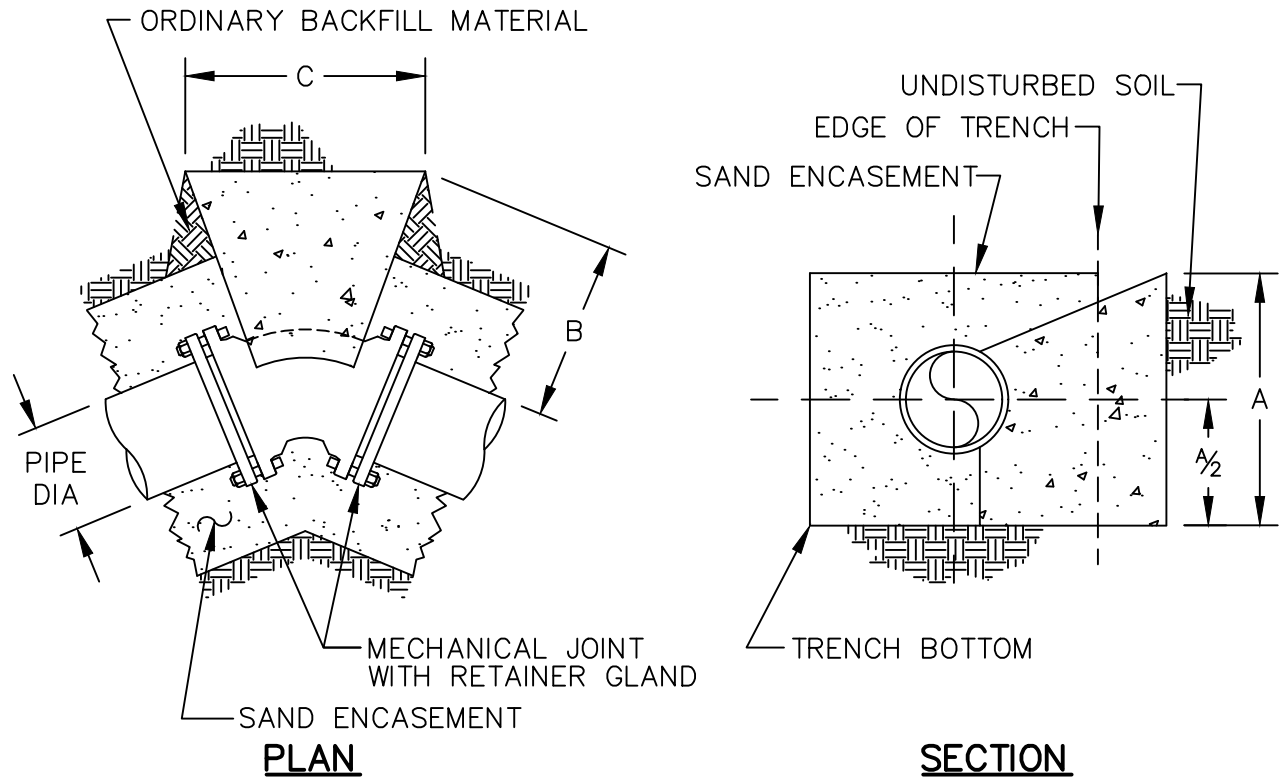 ORDINARY BACKFILL MATERIAL
C
B
PIPE
DIA
MECHANICAL JOINT
WITH RETAINER GLAND
SAND ENCASEMENT
PLAN
UNDISTURBED SOIL
EDGE OF TRENCH
SAND ENCASEMENT
A
A/2
TRENCH BOTTOM
SECTION